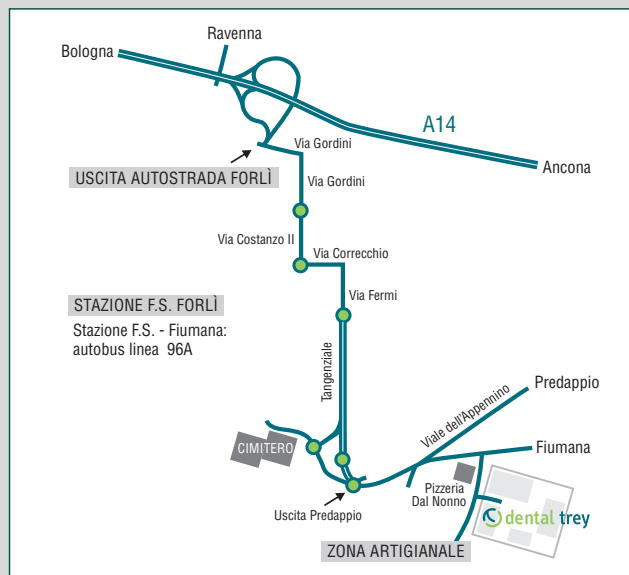 Ravenna
Bologna
A14
Via Gordini
Ancona
USCITA AUTOSTRADA FORLÌ
Via Gordini
Via Costanzo II
Via Correcchio
Via Fermi
STAZIONE F.S. FORLÌ
Stazione F.S. - Fiumana:
autobus linea 96A
Tangenziale
Predappio
Viale dell'Appennino
Fiumana
CIMITERO
Pizzeria
Dal Nonno
Uscita Predappio
dental trey
ZONA ARTIGIANALE